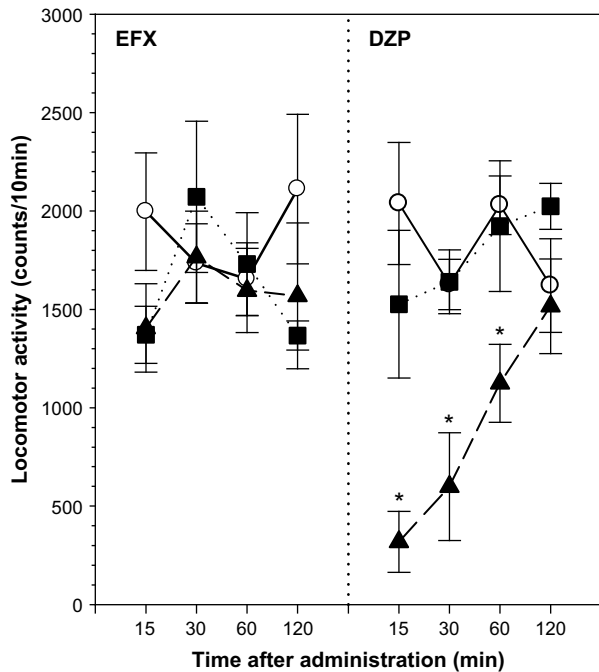 EFX
DZP
Locomotor activity (counts/10min)
3000
2500
2000
1500
1000
500
0
*
*
*
15 30 60 120 15 30 60 120
Time after administration (min)